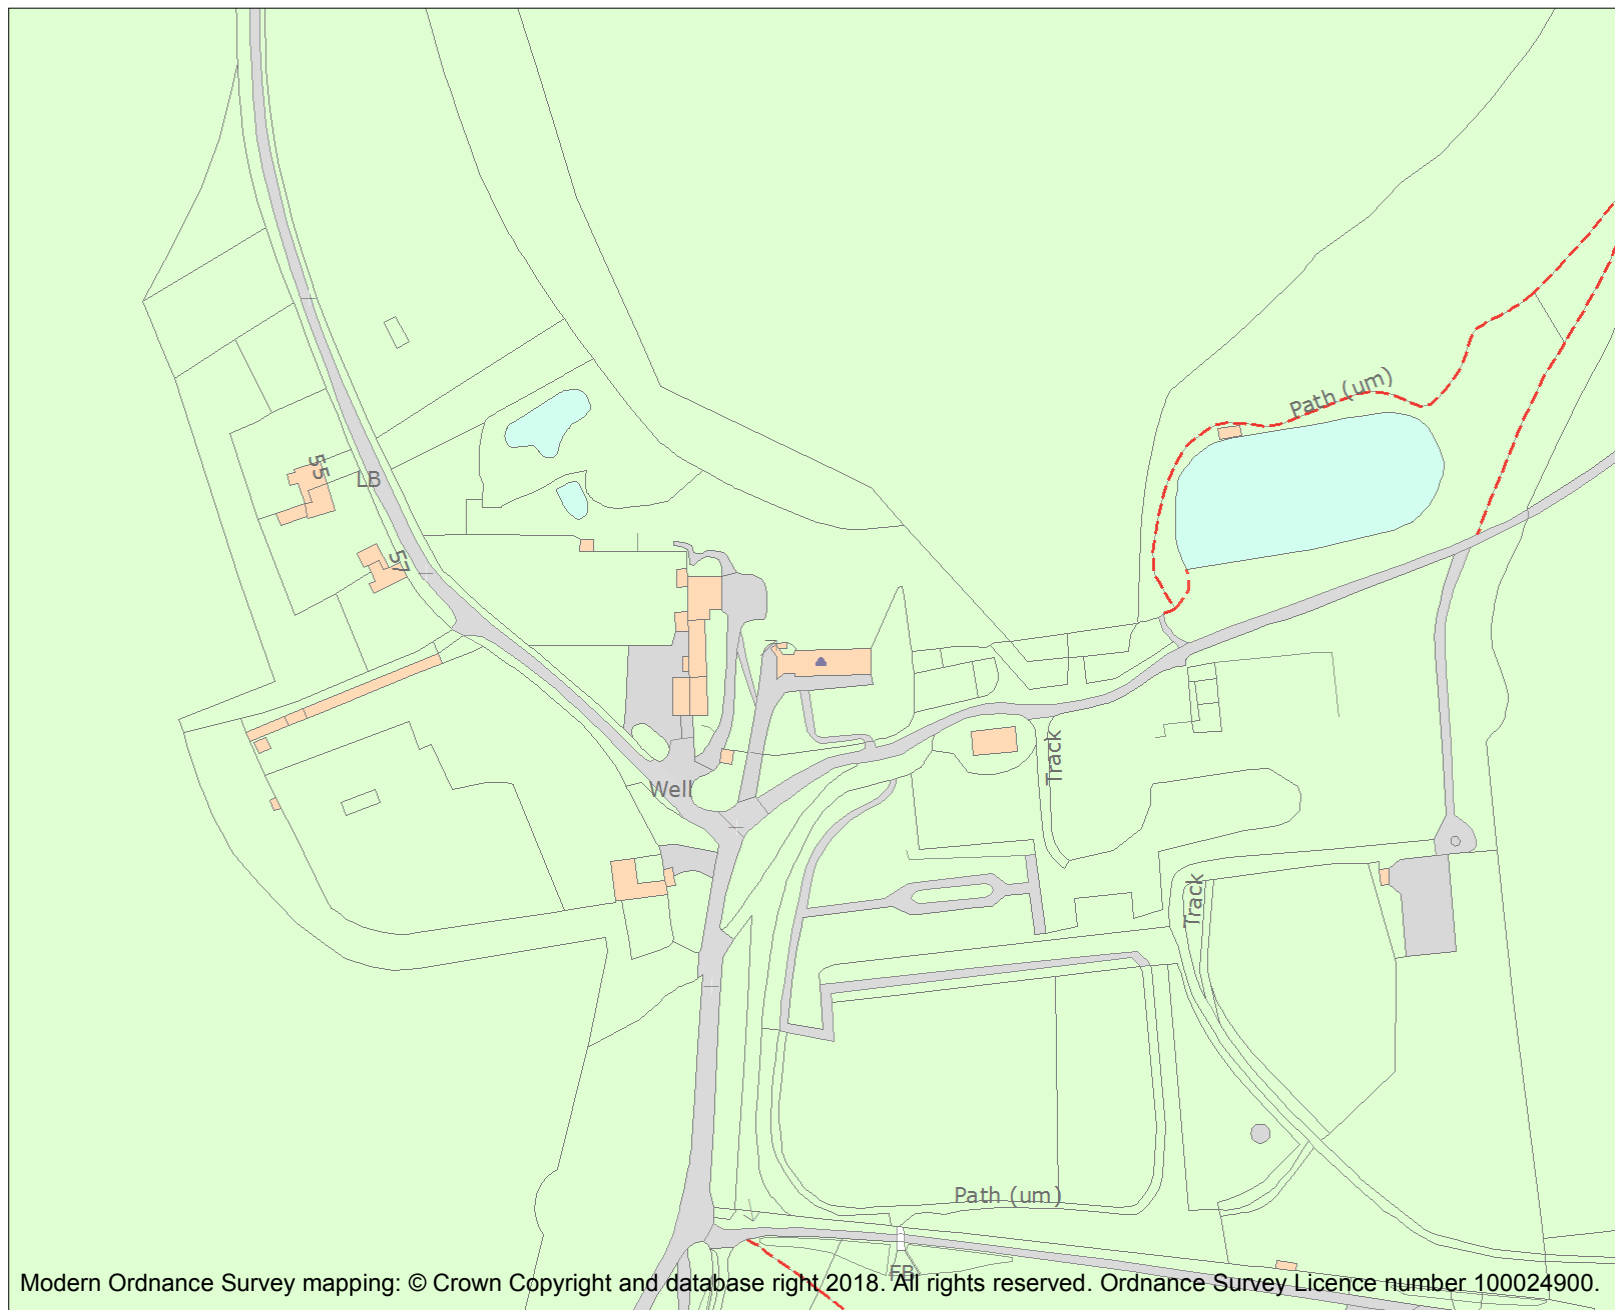 Path (um)
55
LB
57
Track
Well
Track
Path (um)
FB
Modern Ordnance Survey mapping: © Crown Copyright and database right 2018. All rights reserved. Ordnance Survey Licence number 100024900.